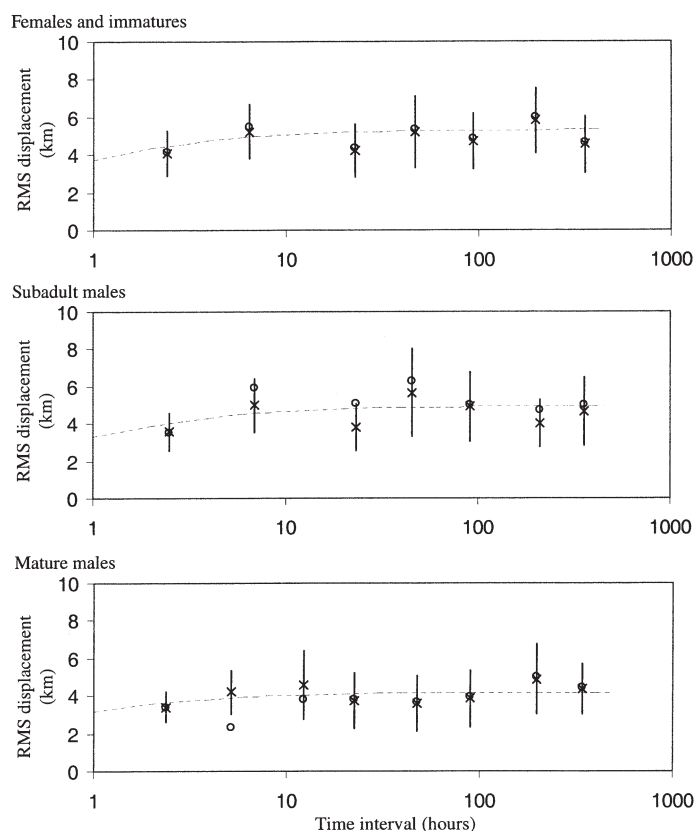 Females and immatures
RMS displacement
(km)
10
8
6
4
2
0
1 10 100 1000
Subadult males
RMS displacement
(km)
10
8
6
4
2
0
1 10 100 1000
Mature males
RMS displacement
(km)
10
8
6
4
2
0
1 10 100 1000
Time interval (hours)